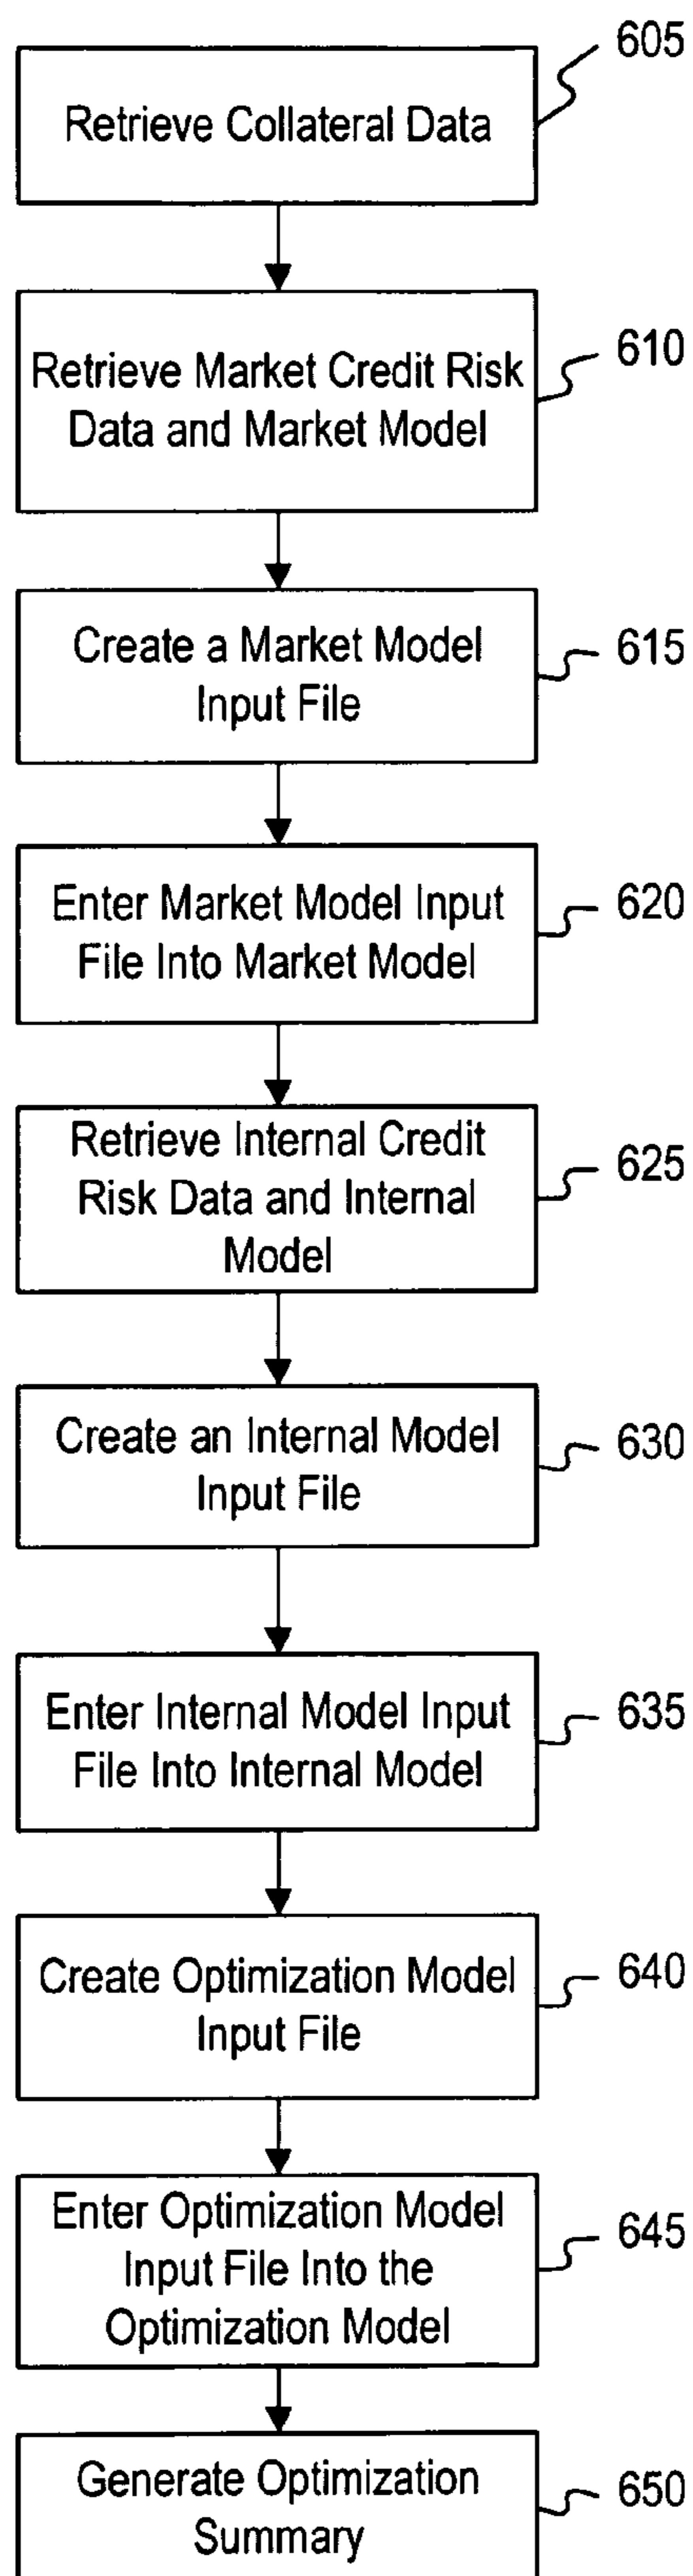 605
Retrieve Collateral Data
610
Retrieve Market Credit Risk
Data and Market Model
615
Create a Market Model
Input File
620
Enter Market Model Input
File Into Market Model
625
Retrieve Internal Credit
Risk Data and Internal
Model
630
Create an Internal Model
Input File
635
Enter Internal Model Input
File Into Internal Model
640
Create Optimization Model
Input File
645
Enter Optimization Model
Input File Into the
Optimization Model
650
Generate Optimization
Summary